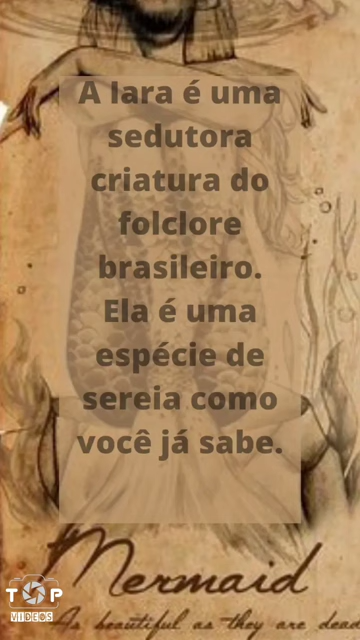 A Iara é uma
sedutora
criatura do
folclore
brasileiro.
Ela é uma
espécie de
sereia como
você já sabe.
Mermaid
As beautiful as they are dead
TOP
VIDEOS